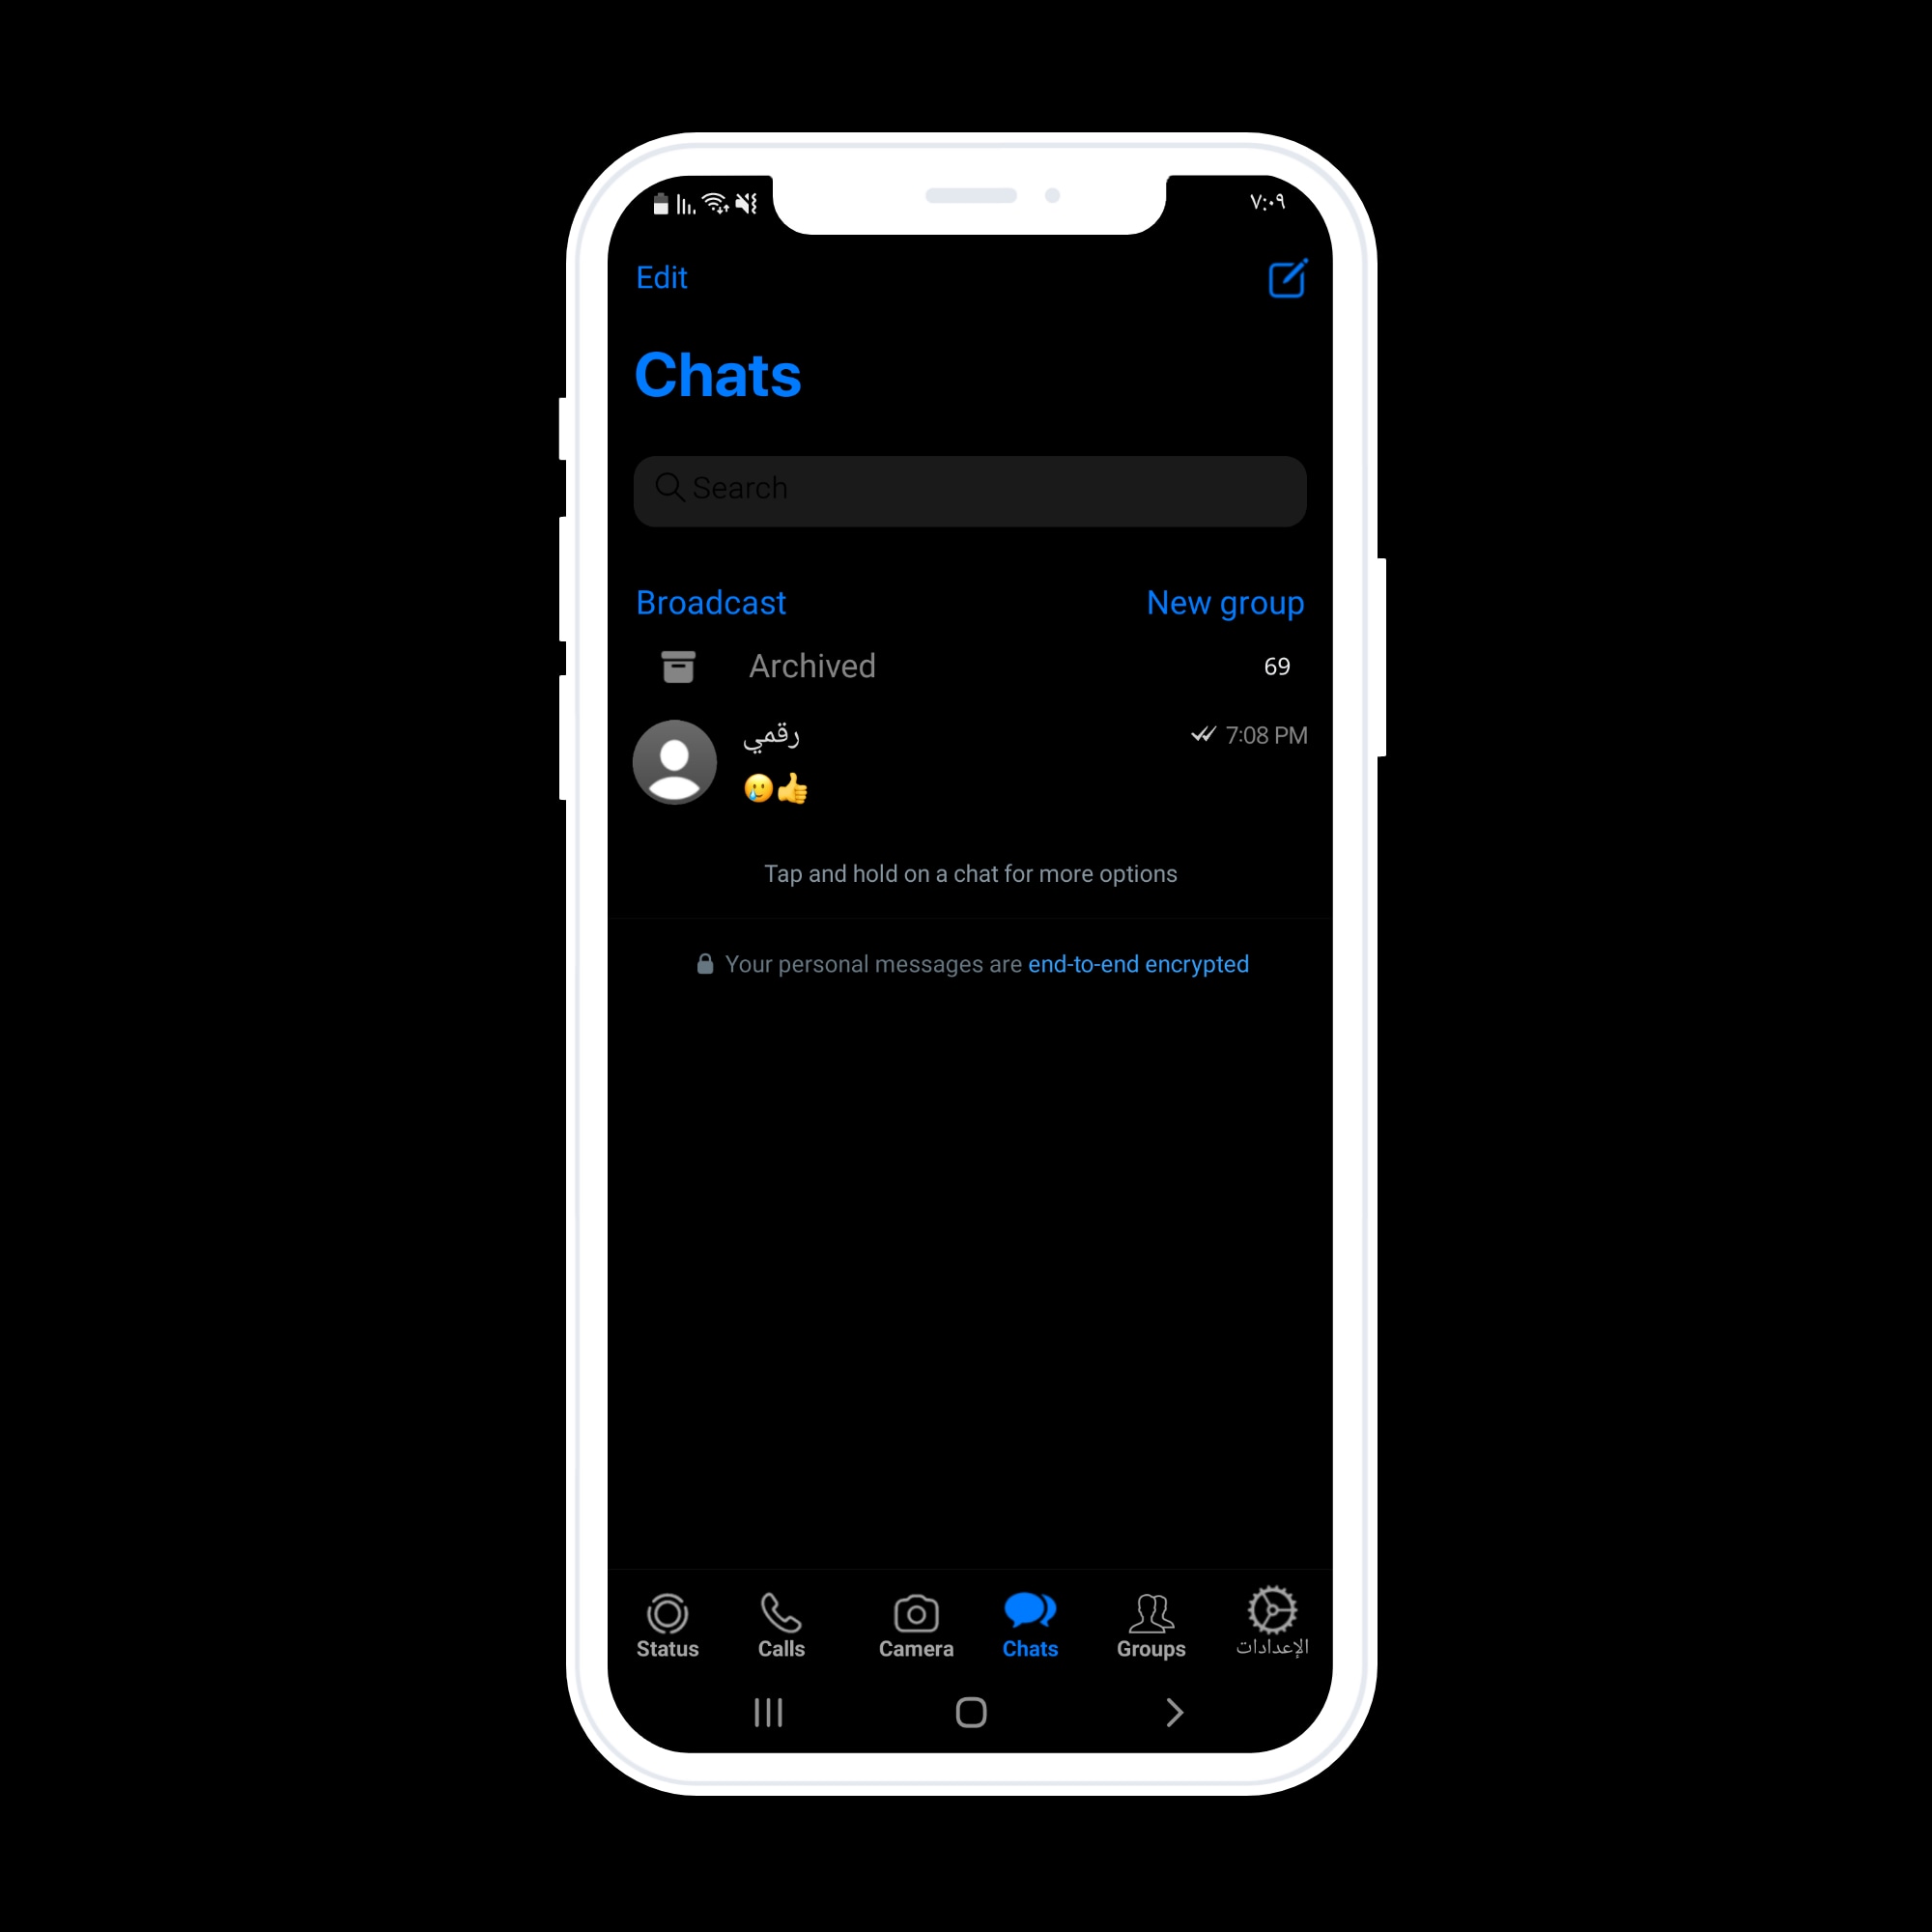 ٧:٠٩
Edit
Chats
Search
Broadcast New group
Archived 69
رقمي 7:08 PM
🥲👍
Tap and hold on a chat for more options
Your personal messages are end-to-end encrypted
Status Calls Camera Chats Groups الإعدادات